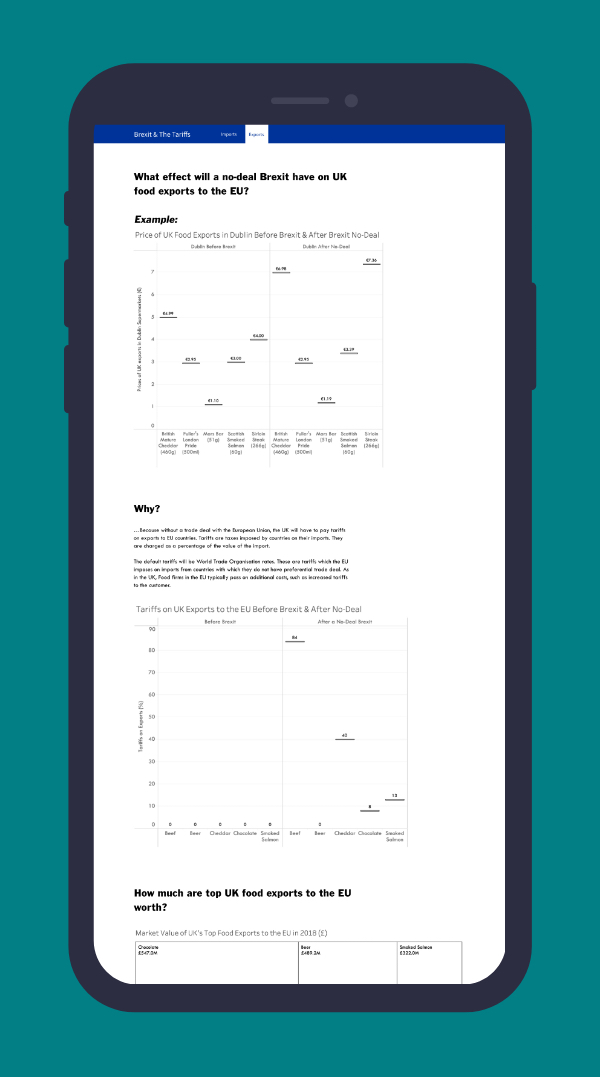 Brexit & The Tariffs Imports Exports
What effect will a no-deal Brexit have on UK
food exports to the EU?
Example:
Price of UK Food Exports in Dublin Before Brexit & After Brexit No-Deal
Dublin Before Brexit Dublin After No-Deal
Prices of UK exports in Dublin Supermarkets (€)
7
6
5
4
3
2
1
0
€4.99
€2.95
€1.10
€3.00
€4.00
€6.98
€2.95
€1.19
€3.39
€7.36
British Mature Cheddar (460g)
Fuller's London Pride (500ml)
Mars Bar (51g)
Scottish Smoked Salmon (60g)
Sirloin Steak (266g)
British Mature Cheddar (460g)
Fuller's London Pride (500ml)
Mars Bar (51g)
Scottish Smoked Salmon (60g)
Sirloin Steak (266g)
Why?
...Because without a trade deal with the European Union, the UK will have to pay tariffs
on exports to EU countries. Tariffs are taxes imposed by countries on their imports. They
are charged as a percentage of the value of the import.
The default tariffs will be World Trade Organisation rates. These are tariffs which the EU
imposes on imports from countries with which they do not have preferential trade deal. As
in the UK, Food firms in the EU typically pass on additional costs, such as increased tariffs
to the customer.
Tariffs on UK Exports to the EU Before Brexit & After No-Deal
Before Brexit After a No-Deal Brexit
Tariffs on Exports (%)
90
80
70
60
50
40
30
20
10
0
0 0 0 0 0
84
0
8
13
Beef Beer Cheddar Chocolate Smoked Salmon
Beef Beer Cheddar Chocolate Smoked Salmon
How much are top UK food exports to the EU
worth?
Market Value of UK's Top Food Exports to the EU in 2018 (£)
Chocolate
£547.0M
Beer
£489.2M
Smoked Salmon
£322.0M